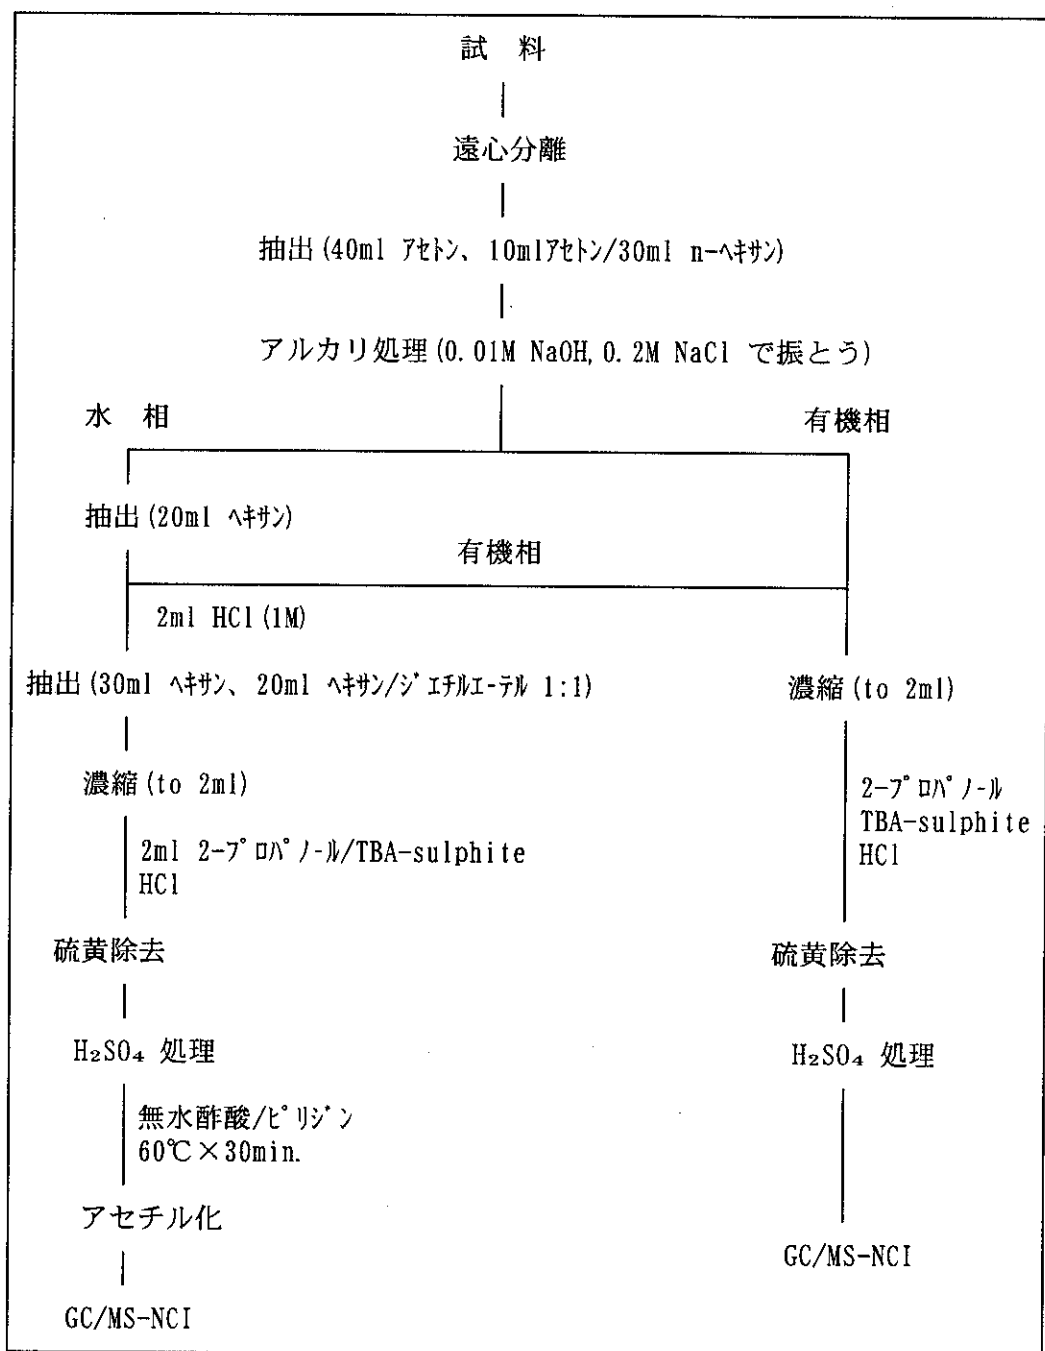 試 料
遠心分離
抽出(40ml ｱｾﾄﾝ、10mlｱｾﾄﾝ/30ml n-ﾍｷｻﾝ)
アルカリ処理(0.01M NaOH,0.2M NaCl で振とう)
水 相
有機相
抽出(20ml ﾍｷｻﾝ)
有機相
2ml HCl(1M)
抽出(30ml ﾍｷｻﾝ、20ml ﾍｷｻﾝ/ｼﾞｴﾁﾙｴｰﾃﾙ 1:1)
濃縮(to 2ml)
濃縮(to 2ml)
2ml 2-ﾌﾟﾛﾊﾟﾉｰﾙ/TBA-sulphite
HCl
2-ﾌﾟﾛﾊﾟﾉｰﾙ
TBA-sulphite
HCl
硫黄除去
硫黄除去
H₂SO₄ 処理
H₂SO₄ 処理
無水酢酸/ﾋﾟﾘｼﾞﾝ
60℃×30min.
アセチル化
GC/MS-NCI
GC/MS-NCI